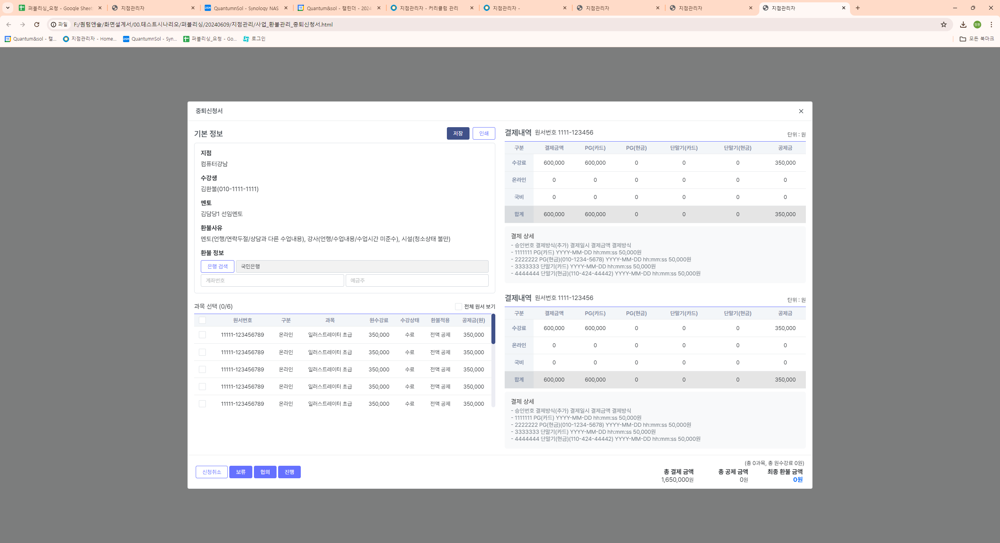 퍼블리싱_요청 - Google Sheets
지점관리자
QuantumnSol - Synology NAS
Quantum&sol - 캘린더 - 2024
지점관리자 - 커리큘럼 관리
지점관리자 -
지점관리자
지점관리자
지점관리자
파일
F:/퀀텀앤솔/화면설계서/00.테스트시나리오/퍼블리싱/20240609/지점관리/사업_환불관리_중퇴신청서.html
정환
Quantum&sol - 캘...
지점관리자 - Home...
QuantumnSol - Syn...
퍼블리싱_요청 - Go...
로그인
모든 북마크
중퇴신청서
기본 정보
저장
인쇄
지점
컴퓨터강남
수강생
김환불(010-1111-1111)
멘토
김담당1 선임멘토
환불사유
멘토(언행/연락두절/상담과 다른 수업내용), 강사(언행/수업내용/수업시간 미준수), 시설(청소상태 불만)
환불 정보
은행 검색
국민은행
계좌번호
예금주
과목 선택 (0/6)
전체 원서 보기
원서번호 구분 과목 원수강료 수강상태 환불적용 공제금(원)
11111-123456789 온라인 일러스트레이터 초급 350,000 수료 전액 공제 350,000
11111-123456789 온라인 일러스트레이터 초급 350,000 수료 전액 공제 350,000
11111-123456789 온라인 일러스트레이터 초급 350,000 수료 전액 공제 350,000
11111-123456789 온라인 일러스트레이터 초급 350,000 수료 전액 공제 350,000
11111-123456789 온라인 일러스트레이터 초급 350,000 수료 전액 공제 350,000
결제내역 원서번호 1111-123456
단위 : 원
구분 결제금액 PG(카드) PG(현금) 단말기(카드) 단말기(현금) 공제금
수강료 600,000 600,000 0 0 0 350,000
온라인 0 0 0 0 0 0
국비 0 0 0 0 0 0
합계 600,000 600,000 0 0 0 350,000
결제 상세
- 승인번호 결제방식(추가) 결제일시 결제금액 결제방식
- 1111111 PG(카드) YYYY-MM-DD hh:mm:ss 50,000원
- 2222222 PG(현금)(010-1234-5678) YYYY-MM-DD hh:mm:ss 50,000원
- 3333333 단말기(카드) YYYY-MM-DD hh:mm:ss 50,000원
- 4444444 단말기(현금)(110-424-44442) YYYY-MM-DD hh:mm:ss 50,000원
결제내역 원서번호 1111-123456
단위 : 원
구분 결제금액 PG(카드) PG(현금) 단말기(카드) 단말기(현금) 공제금
수강료 600,000 600,000 0 0 0 350,000
온라인 0 0 0 0 0 0
국비 0 0 0 0 0 0
합계 600,000 600,000 0 0 0 350,000
결제 상세
- 승인번호 결제방식(추가) 결제일시 결제금액 결제방식
- 1111111 PG(카드) YYYY-MM-DD hh:mm:ss 50,000원
- 2222222 PG(현금)(010-1234-5678) YYYY-MM-DD hh:mm:ss 50,000원
- 3333333 단말기(카드) YYYY-MM-DD hh:mm:ss 50,000원
- 4444444 단말기(현금)(110-424-44442) YYYY-MM-DD hh:mm:ss 50,000원
신청취소
보류
협의
진행
(총 0과목, 총 원수강료 0원)
총 결제 금액 총 공제 금액 최종 환불 금액
1,650,000원 0원 0원